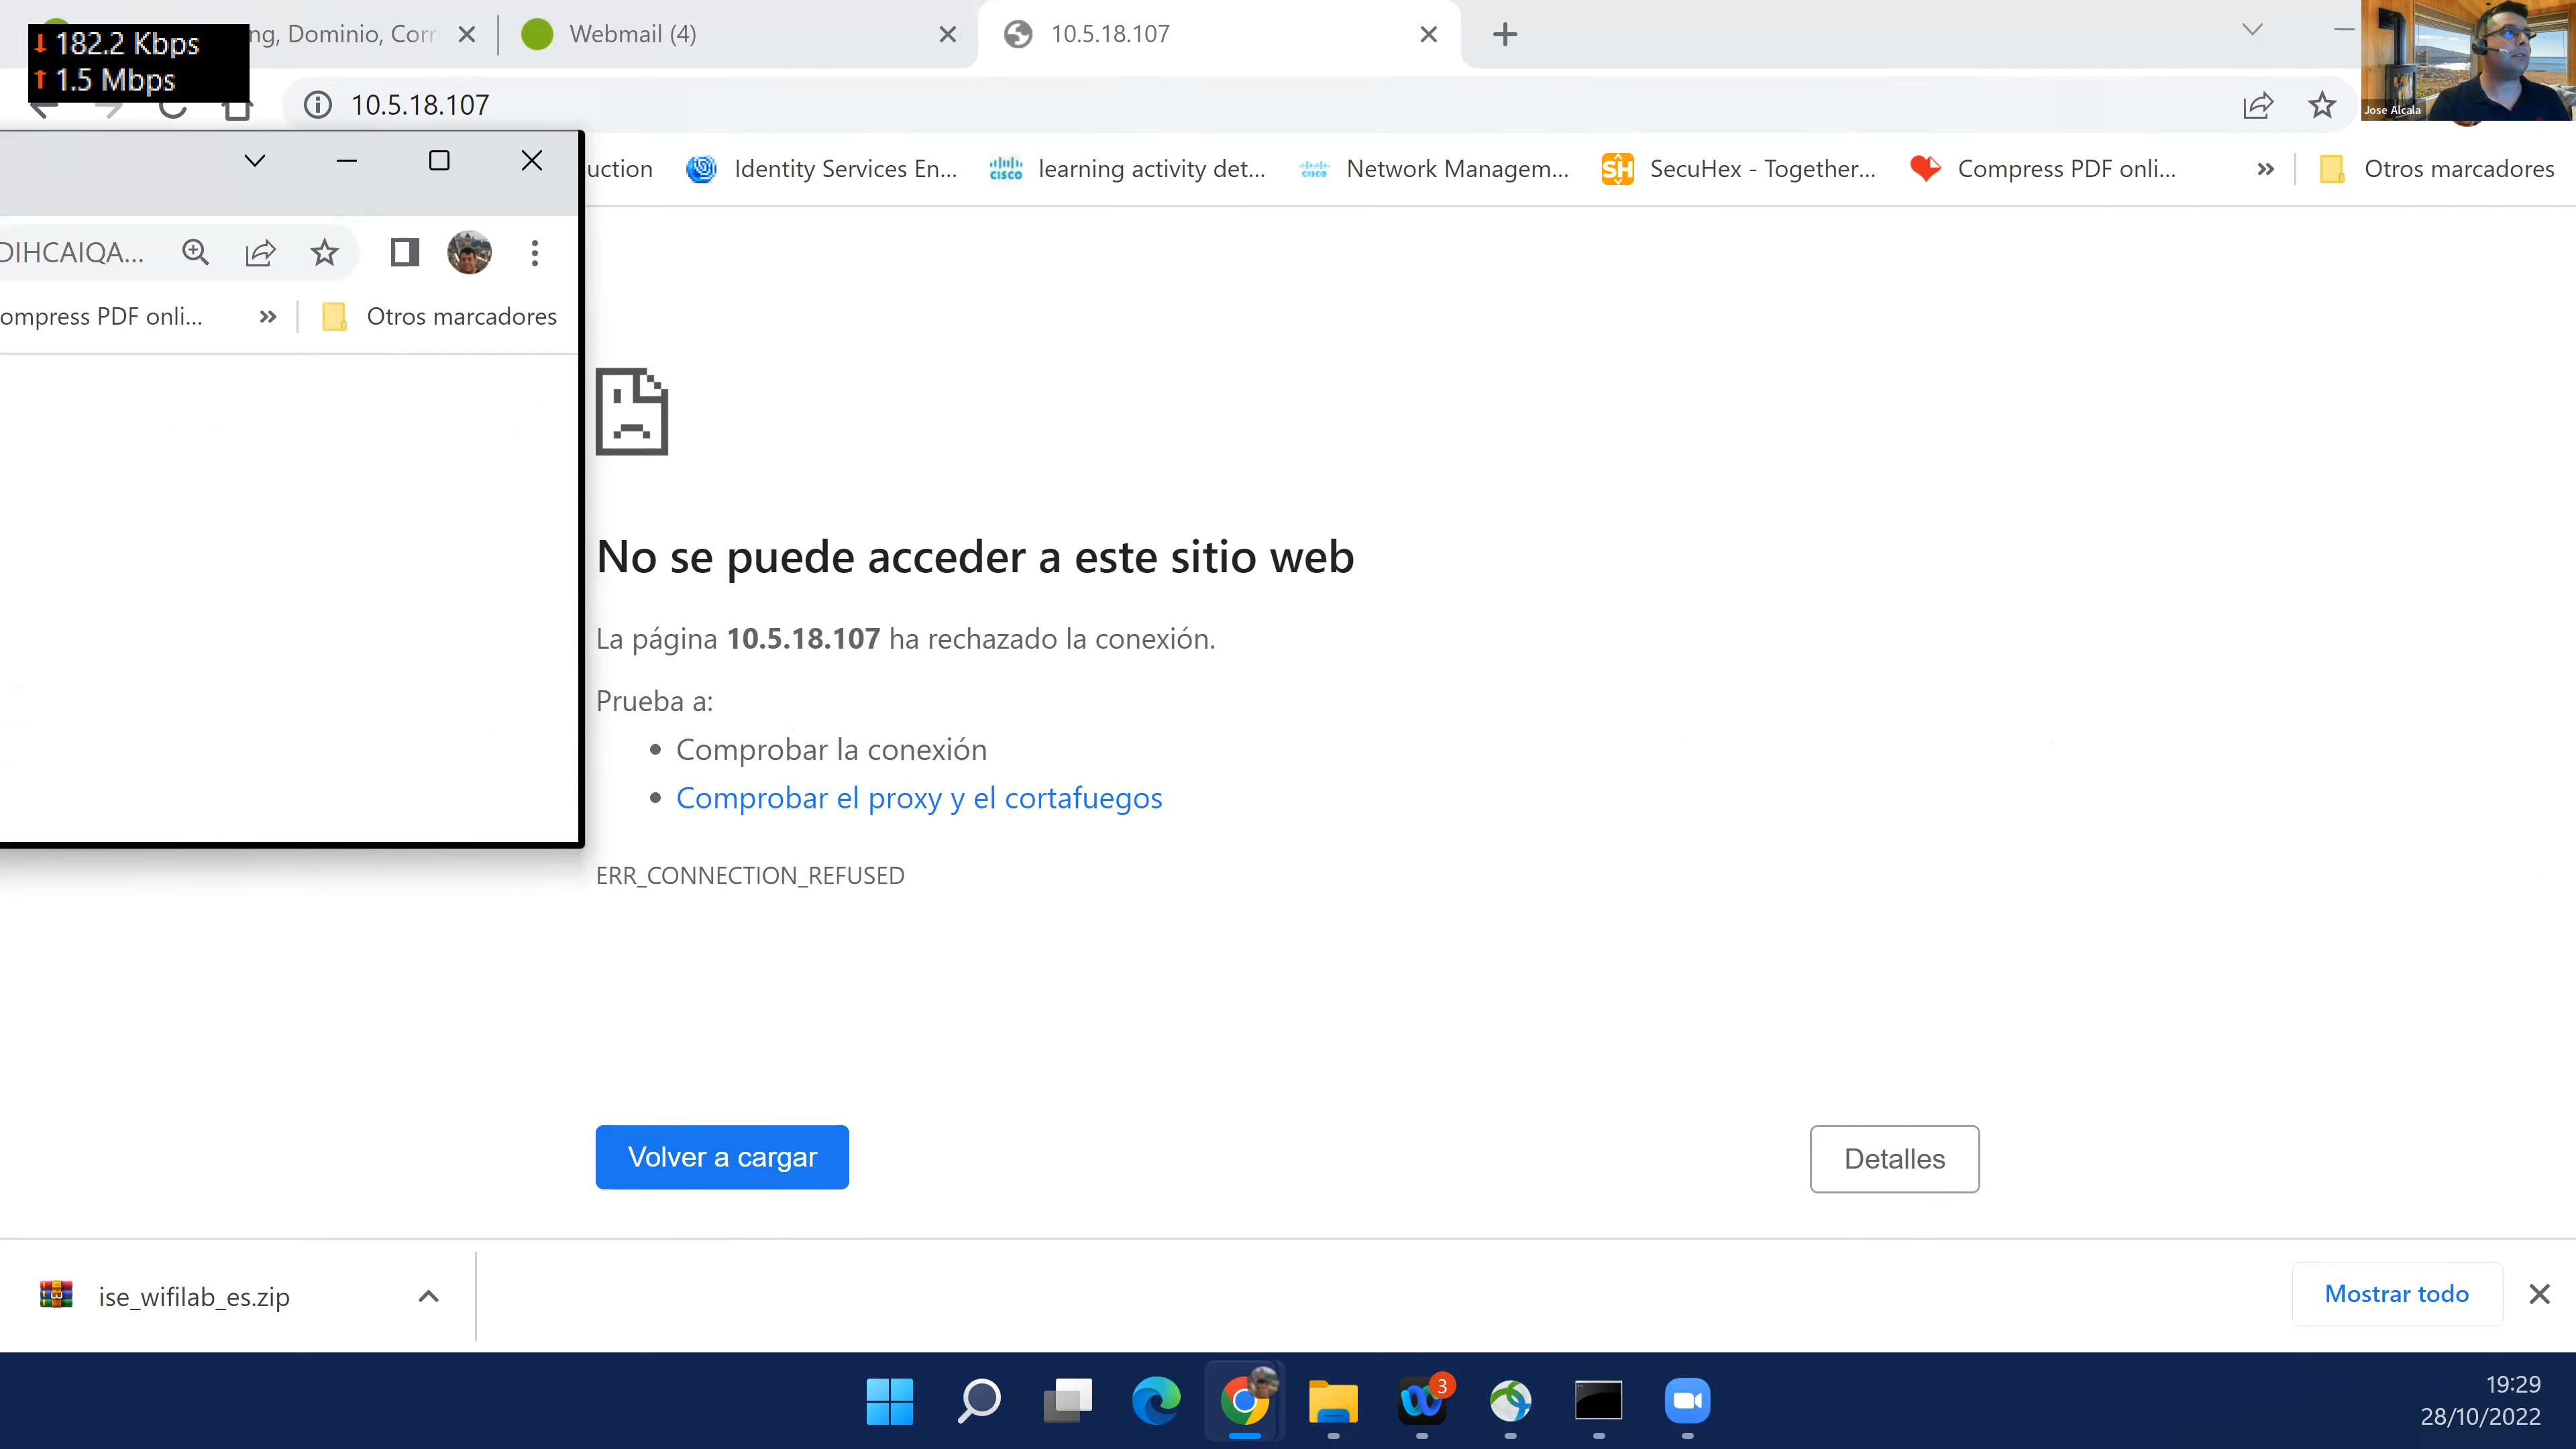 182.2 Kbps
1.5 Mbps
ng, Dominio, Corr
Webmail (4)
10.5.18.107
10.5.18.107
Jose Alcala
uction
Identity Services En...
learning activity det...
Network Managem...
SecuHex - Together...
Compress PDF onli...
Otros marcadores
DIHCAIQA...
ompress PDF onli...
Otros marcadores
No se puede acceder a este sitio web
La página 10.5.18.107 ha rechazado la conexión.
Prueba a:
Comprobar la conexión
Comprobar el proxy y el cortafuegos
ERR_CONNECTION_REFUSED
Volver a cargar
Detalles
ise_wifilab_es.zip
Mostrar todo
3
19:29
28/10/2022